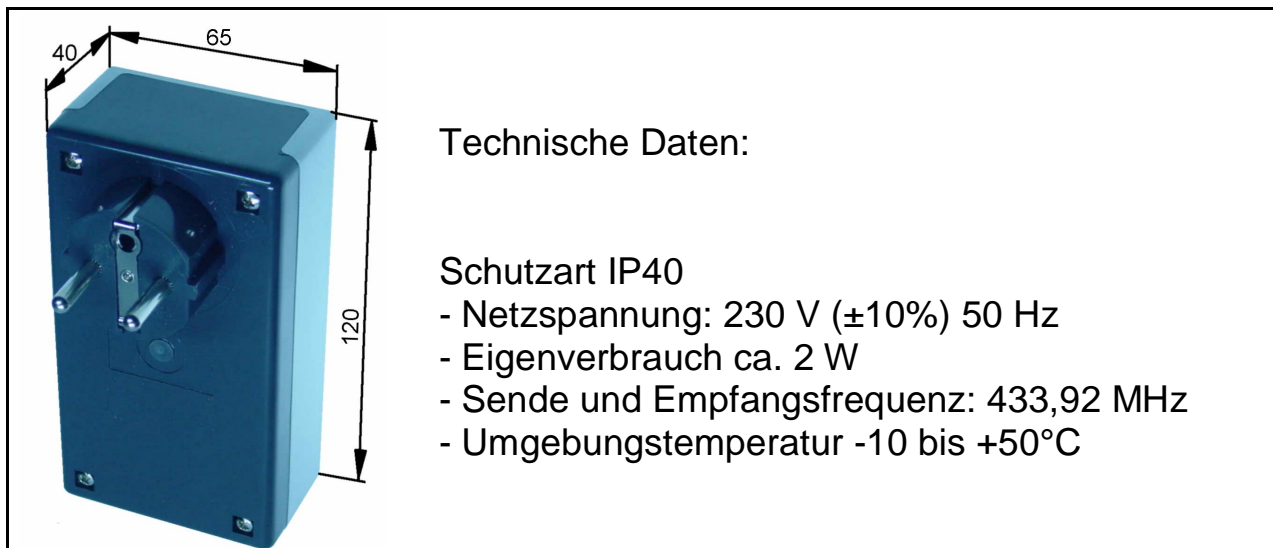 40
65
120
Technische Daten:
Schutzart IP40
- Netzspannung: 230 V (±10%) 50 Hz
- Eigenverbrauch ca. 2 W
- Sende und Empfangsfrequenz: 433,92 MHz
- Umgebungstemperatur -10 bis +50°C